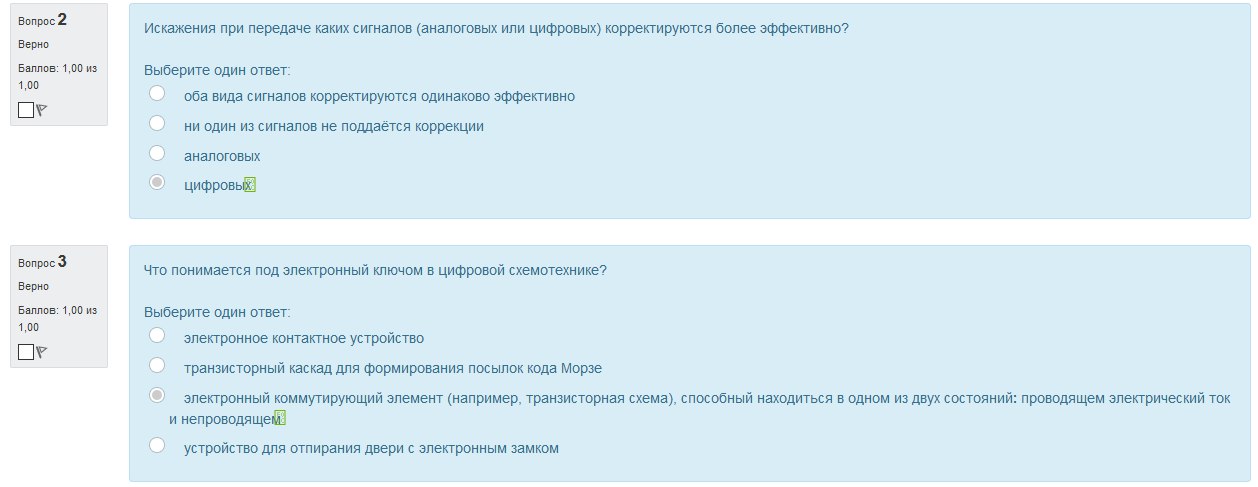 Вопрос 2
Верно
Баллов: 1,00 из
1,00
Искажения при передаче каких сигналов (аналоговых или цифровых) корректируются более эффективно?
Выберите один ответ:
оба вида сигналов корректируются одинаково эффективно
ни один из сигналов не поддаётся коррекции
аналоговых
цифровых
Вопрос 3
Верно
Баллов: 1,00 из
1,00
Что понимается под электронный ключом в цифровой схемотехнике?
Выберите один ответ:
электронное контактное устройство
транзисторный каскад для формирования посылок кода Морзе
электронный коммутирующий элемент (например, транзисторная схема), способный находиться в одном из двух состояний: проводящем электрический ток
и непроводящем
устройство для отпирания двери с электронным замком